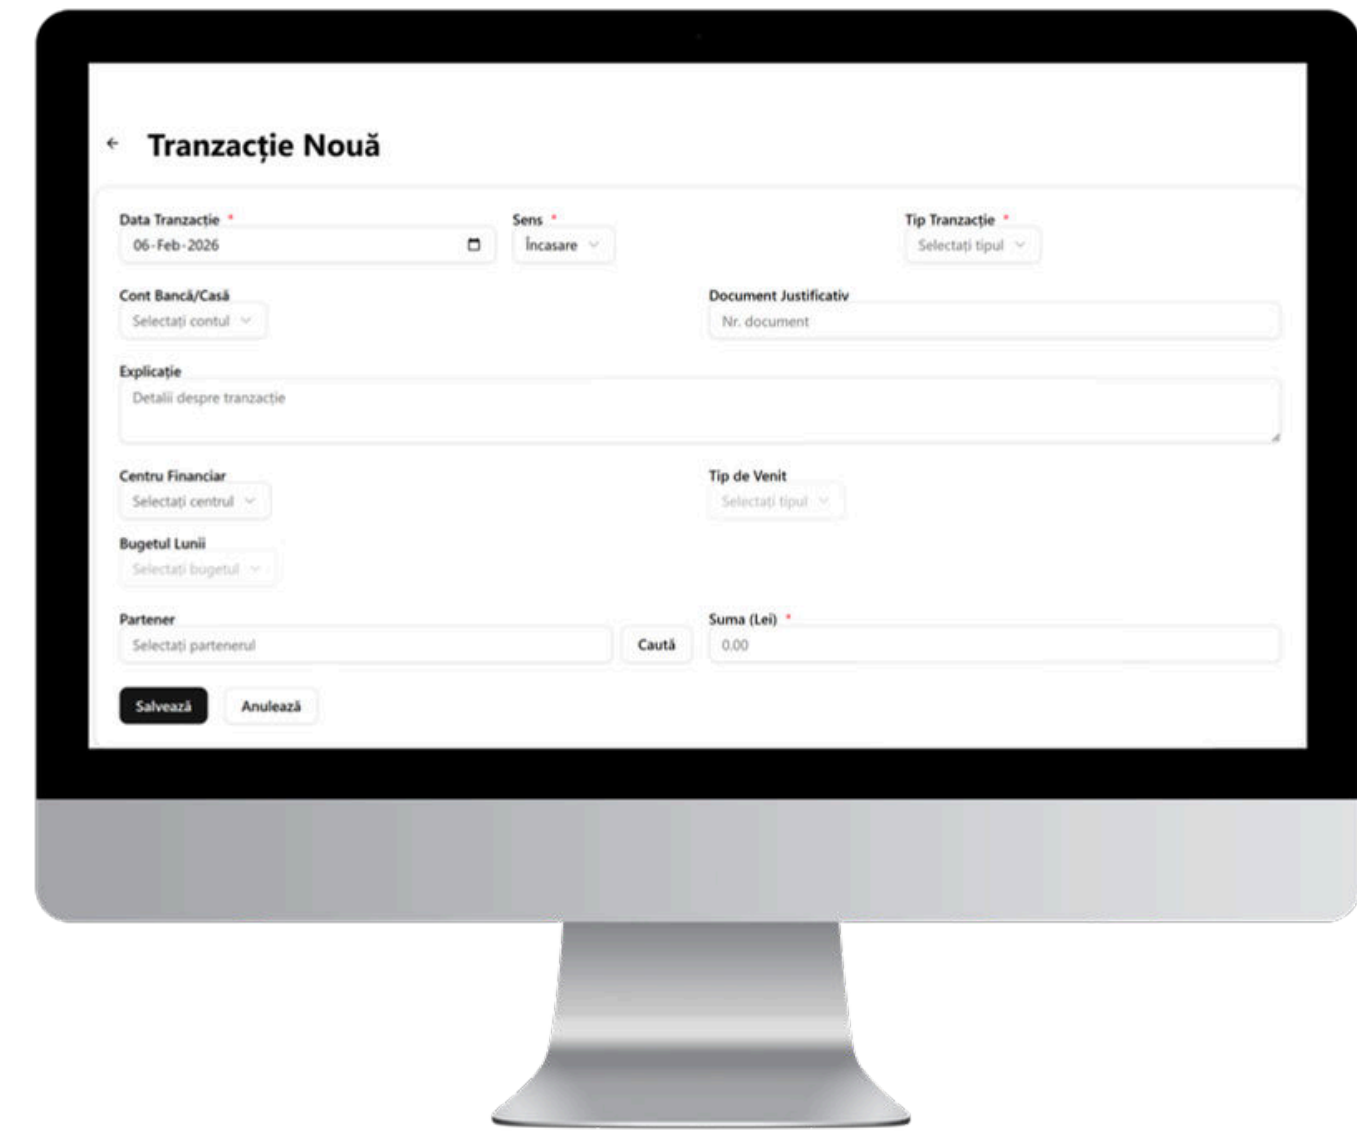 Tranzacție Nouă
Data Tranzacție * Sens * Tip Tranzacție *
06-Feb-2026 Încasare Selectați tipul
Cont Bancă/Casă Document Justificativ
Selectați contul Nr. document
Explicație
Detalii despre tranzacție
Centru Financiar Tip de Venit
Selectați centrul Selectați tipul
Bugetul Lunii
Selectați bugetul
Partener Suma (Lei) *
Selectați partenerul Caută 0.00
Salvează Anulează